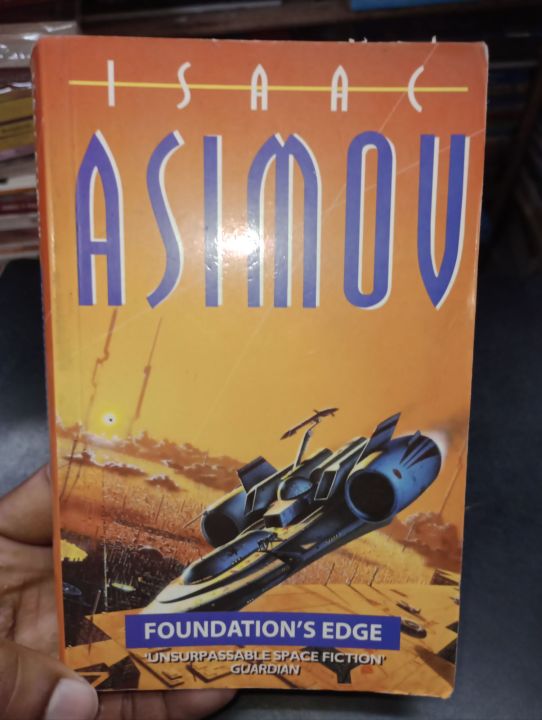 ISAAC
ASIMOV
FOUNDATION'S EDGE
'UNSURPASSABLE SPACE FICTION'
GUARDIAN